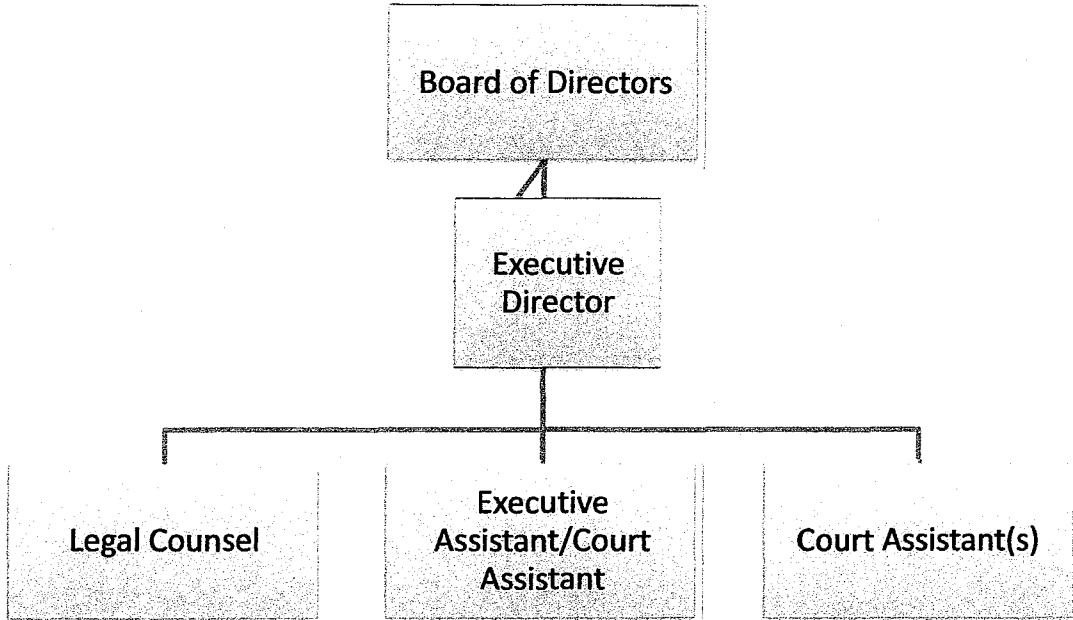 Board of Directors
Executive
Director
Legal Counsel
Executive
Assistant/Court
Assistant
Court Assistant(s)